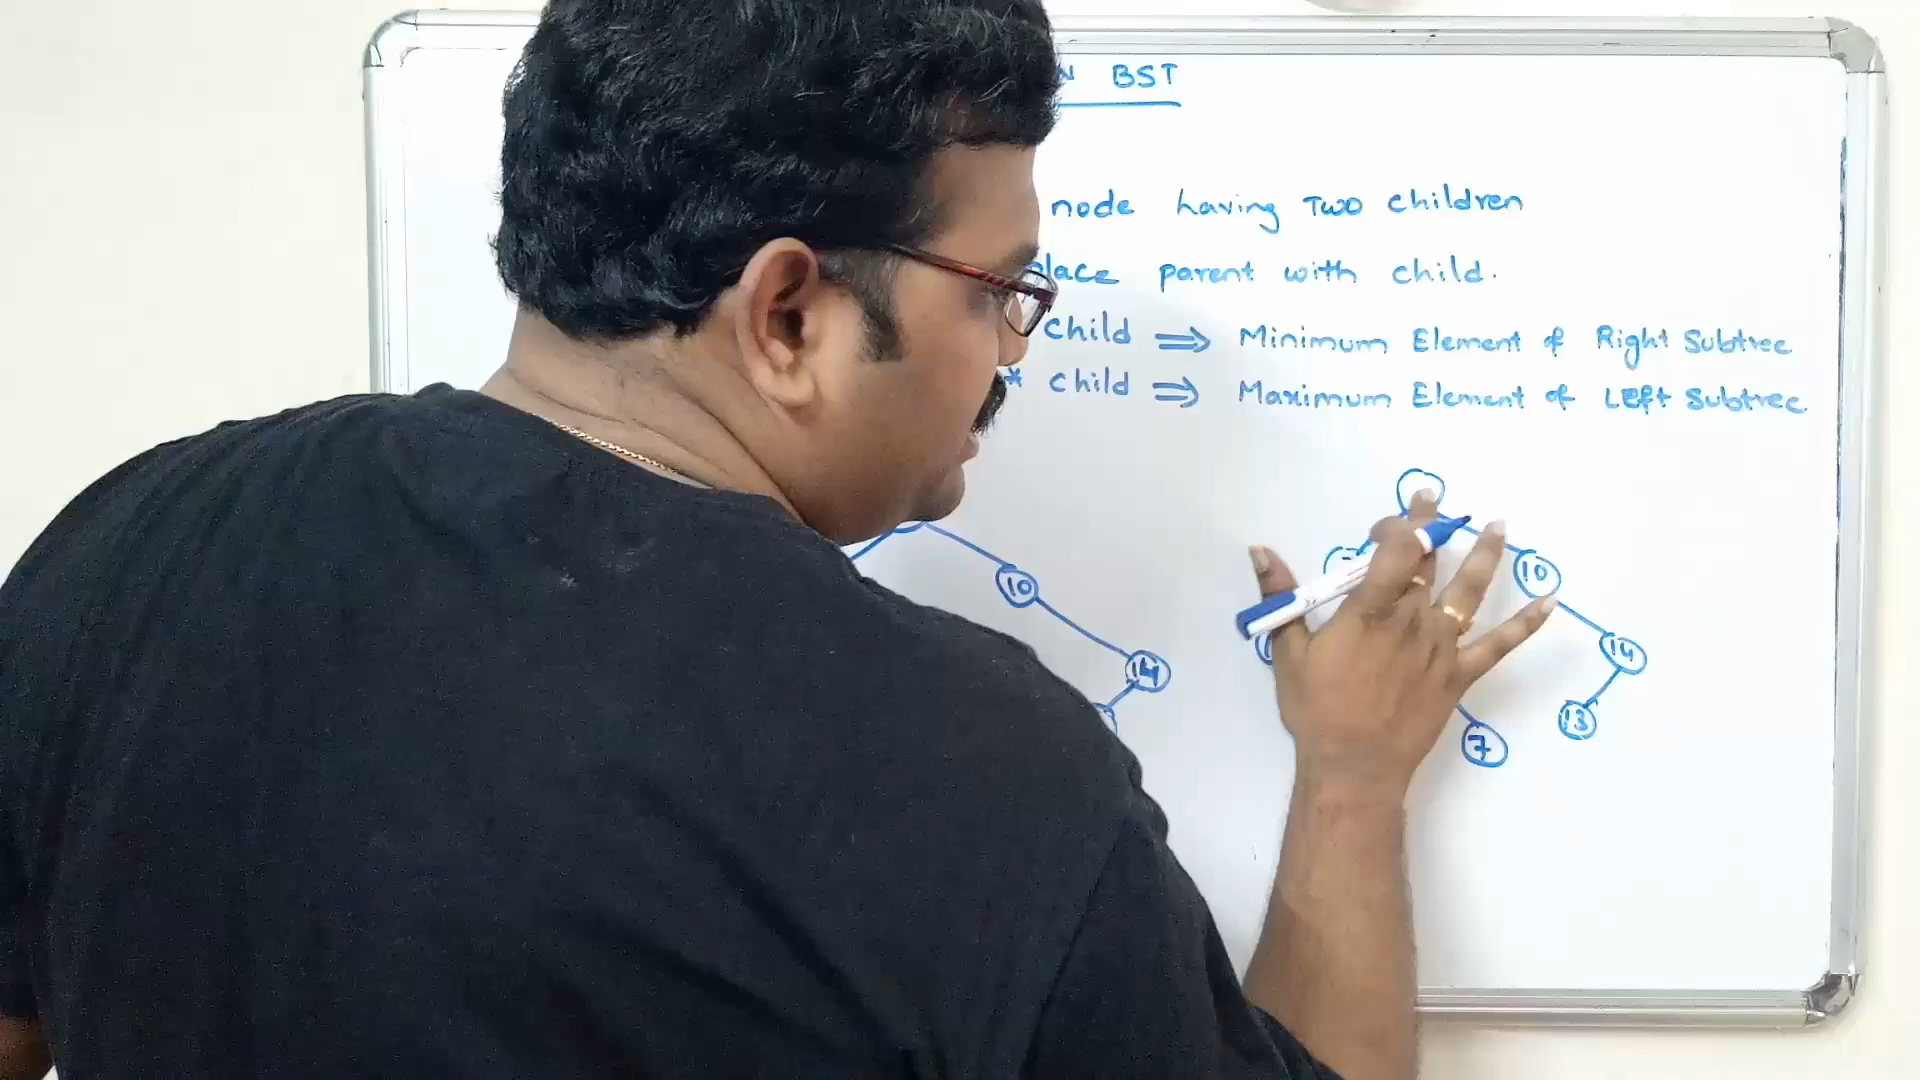 BST
node having Two children
place parent with child.
child ⇒ Minimum Element of Right Subtree
* child ⇒ Maximum Element of Left Subtree
10
10
14
14
13
7